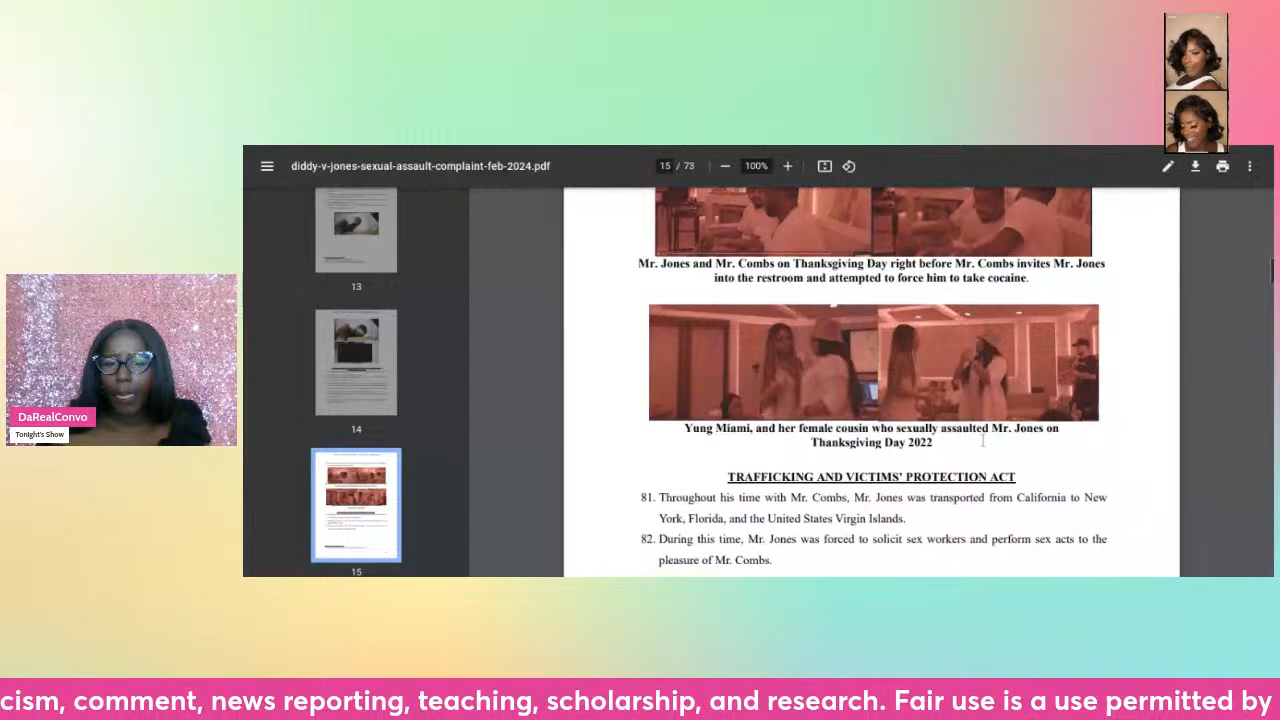 diddy-v-jones-sexual-assault-complaint-feb-2024.pdf
15 / 73
100%
13
14
15
Mr. Jones and Mr. Combs on Thanksgiving Day right before Mr. Combs invites Mr. Jones
into the restroom and attempted to force him to take cocaine.
Yung Miami, and her female cousin who sexually assaulted Mr. Jones on
Thanksgiving Day 2022
TRAFFICKING AND VICTIMS’ PROTECTION ACT
81. Throughout his time with Mr. Combs, Mr. Jones was transported from California to New
York, Florida, and the United States Virgin Islands.
82. During this time, Mr. Jones was forced to solicit sex workers and perform sex acts to the
pleasure of Mr. Combs.
DaRealConvo
Tonight's Show
cism, comment, news reporting, teaching, scholarship, and research. Fair use is a use permitted by